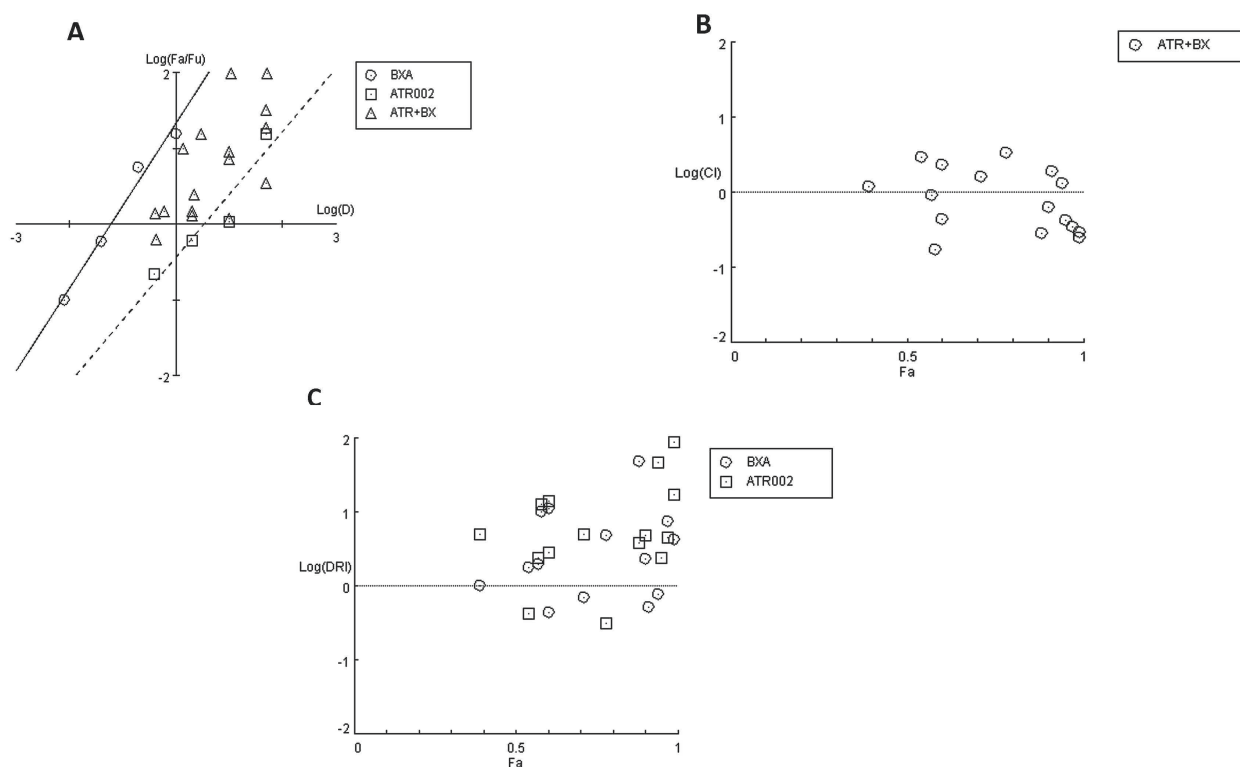 A
Log(Fa/Fu)
2
BXA
ATR002
ATR+BX
Log(D)
-3
3
-2
B
2
ATR+BX
1
Log(CI)
0
-1
-2
0
0.5
1
Fa
C
2
BXA
ATR002
1
Log(DRI)
0
-1
-2
0
0.5
1
Fa